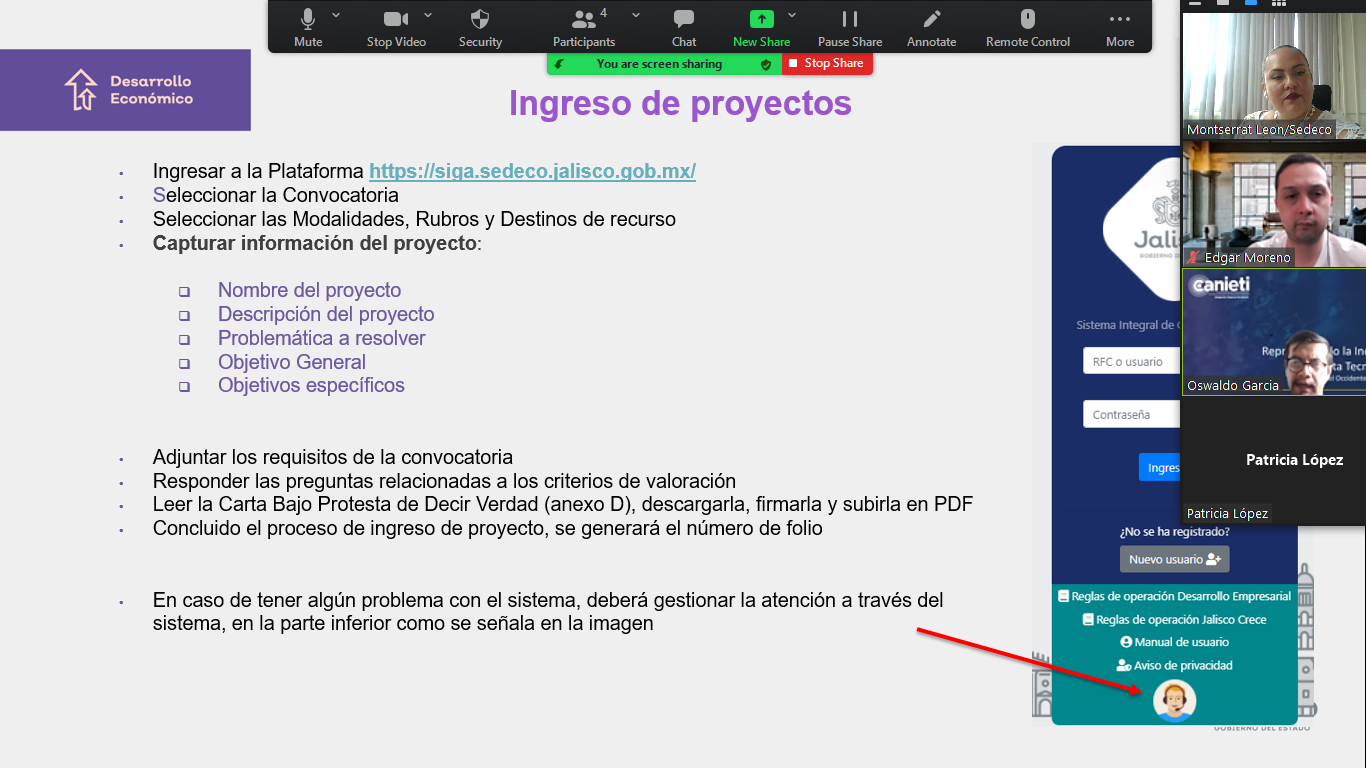 4
Mute
Stop Video
Security
Participants
Chat
New Share
Pause Share
Annotate
Remote Control
More
You are screen sharing
Stop Share
Desarrollo
Económico
Ingreso de proyectos
Ingresar a la Plataforma https://siga.sedeco.jalisco.gob.mx/
Seleccionar la Convocatoria
Seleccionar las Modalidades, Rubros y Destinos de recurso
Capturar información del proyecto:
Nombre del proyecto
Descripción del proyecto
Problemática a resolver
Objetivo General
Objetivos específicos
Adjuntar los requisitos de la convocatoria
Responder las preguntas relacionadas a los criterios de valoración
Leer la Carta Bajo Protesta de Decir Verdad (anexo D), descargarla, firmarla y subirla en PDF
Concluido el proceso de ingreso de proyecto, se generará el número de folio
En caso de tener algún problema con el sistema, deberá gestionar la atención a través del
sistema, en la parte inferior como se señala en la imagen
Jalis
Sistema Integral de
RFC o usuario
Contraseña
Ingres
¿No se ha registrado?
Nuevo usuario
Reglas de operación Desarrollo Empresarial
Reglas de operación Jalisco Crece
Manual de usuario
Aviso de privacidad
GOBIERNO DEL ESTADO
Montserrat Leon/Sedeco
Edgar Moreno
canieti
Oswaldo Garcia
Patricia López
Patricia López